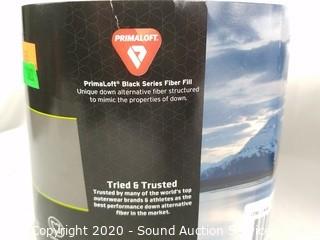 PRIMALOFT
PrimaLoft® Black Series Fiber Fill
Unique down alternative fiber structured
to mimic the properties of down.
Tried & Trusted
Trusted by many of the world's top
outerwear brands & athletes as the
best performance down alternative
fiber in the market.
Copyright 2020 - Sound Auction Service